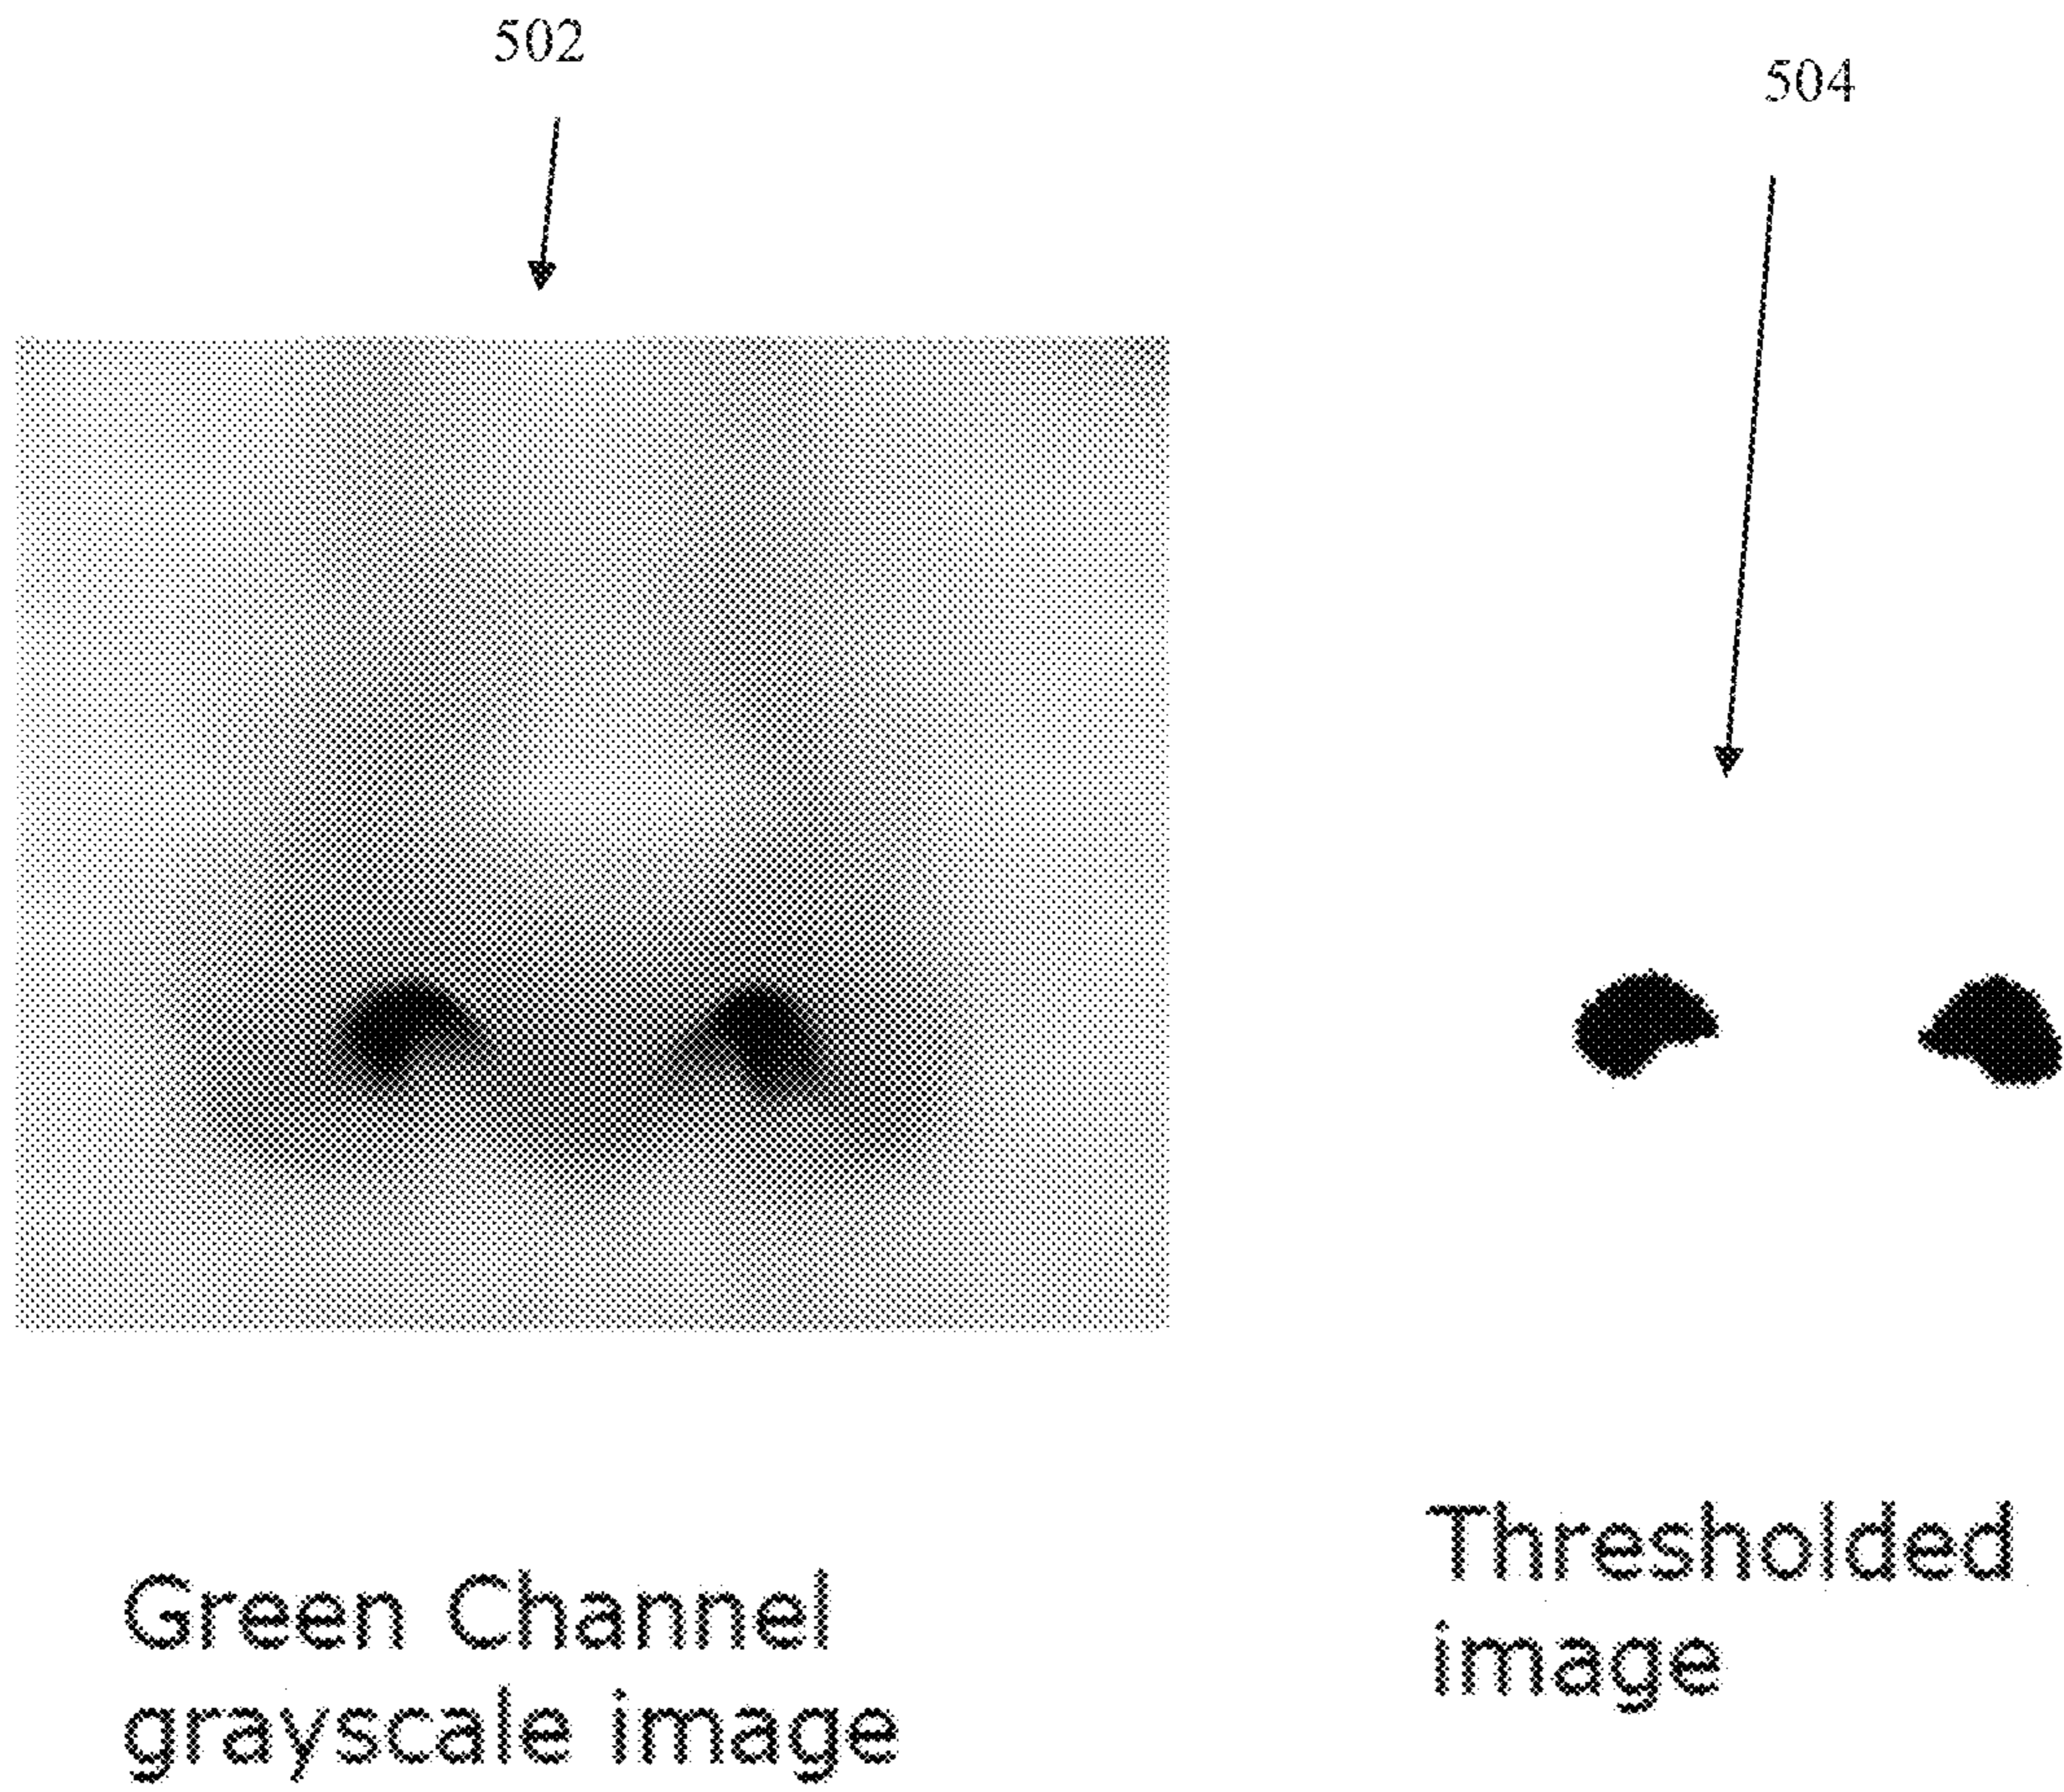 502
504
Green Channel
grayscale image
Thresholded
image